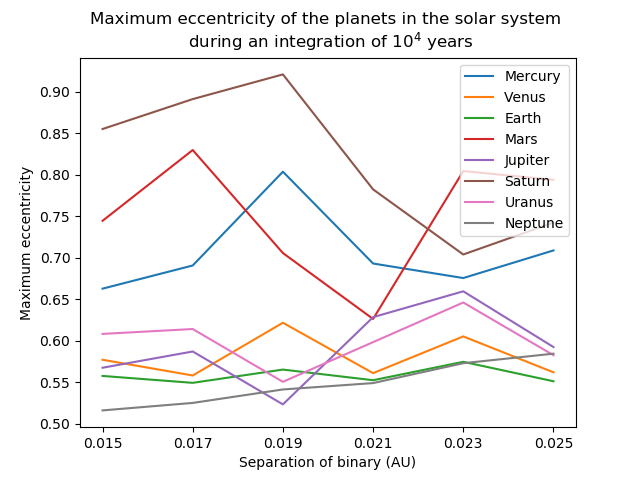 Maximum eccentricity of the planets in the solar system
during an integration of 10⁴ years
Maximum eccentricity
0.90
0.85
0.80
0.75
0.70
0.65
0.60
0.55
0.50
Mercury
Venus
Earth
Mars
Jupiter
Saturn
Uranus
Neptune
0.015 0.017 0.019 0.021 0.023 0.025
Separation of binary (AU)